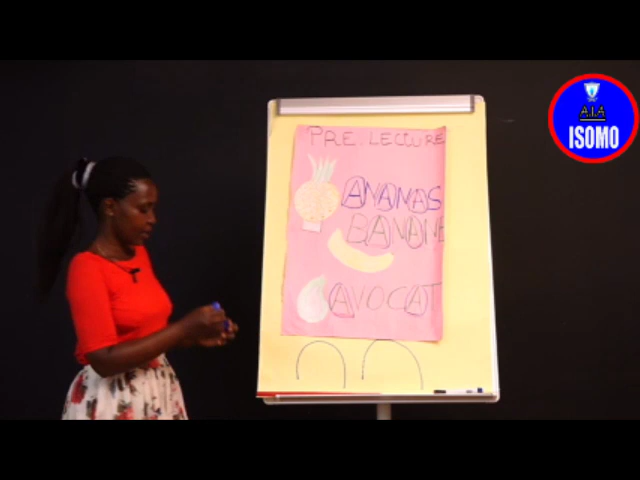 PRE-LECTURE
ANANAS
BANANE
AVOCAT
A.I.A
ISOMO